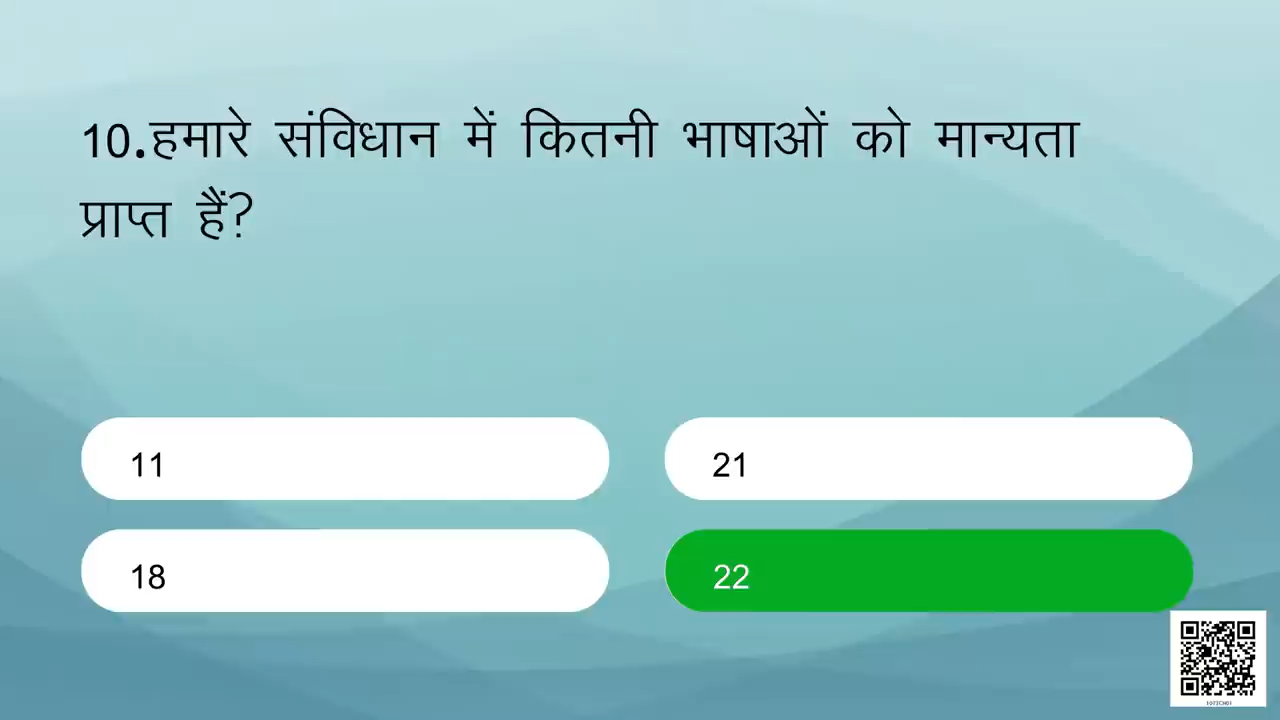 10.हमारे संविधान में कितनी भाषाओं को मान्यता
प्राप्त हैं?
11
21
18
22